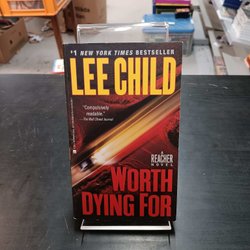 #1 NEW YORK TIMES BESTSELLER
LEE CHILD
"Compulsively
readable."
—The Wall Street Journal
A
REACHER
NOVEL
WORTH
DYING FOR